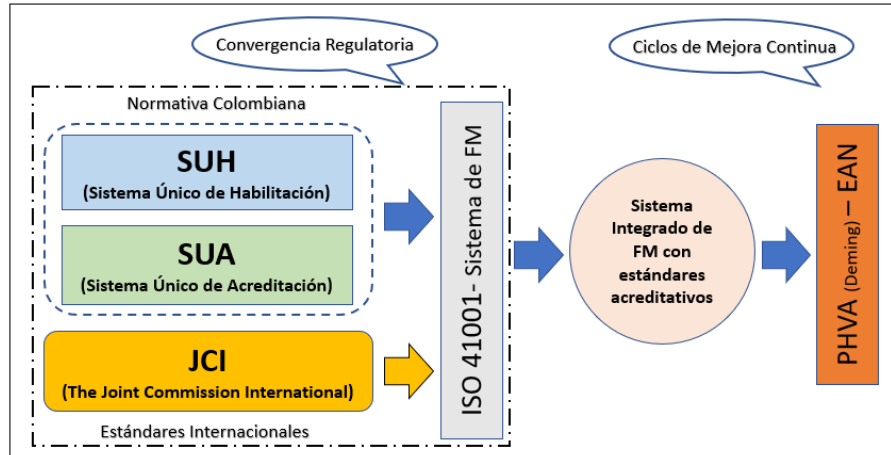 Convergencia Regulatoria
Ciclos de Mejora Continua
Normativa Colombiana
SUH
(Sistema Único de Habilitación)
SUA
(Sistema Único de Acreditación)
JCI
(The Joint Commission International)
Estándares Internacionales
ISO 41001- Sistema de FM
Sistema
Integrado de
FM con
estándares
acreditativos
PHVA (Deming) – EAN